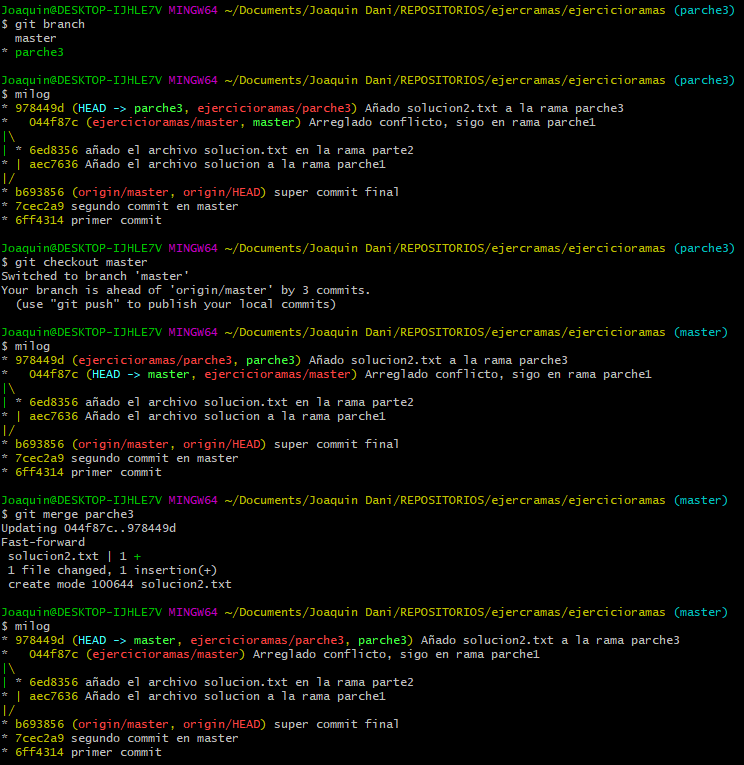 Joaquin@DESKTOP-IJHLE7V MINGW64 ~/Documents/Joaquin Dani/REPOSITORIOS/ejercramas/ejercicioramas (parche3)
$ git branch
  master
* parche3

Joaquin@DESKTOP-IJHLE7V MINGW64 ~/Documents/Joaquin Dani/REPOSITORIOS/ejercramas/ejercicioramas (parche3)
$ milog
* 978449d (HEAD -> parche3, ejercicioramas/parche3) Añado solucion2.txt a la rama parche3
*   044f87c (ejercicioramas/master, master) Arreglado conflicto, sigo en rama parche1
|\
| * 6ed8356 añado el archivo solucion.txt en la rama parte2
* | aec7636 Añado el archivo solucion a la rama parche1
|/
* b693856 (origin/master, origin/HEAD) super commit final
* 7cec2a9 segundo commit en master
* 6ff4314 primer commit

Joaquin@DESKTOP-IJHLE7V MINGW64 ~/Documents/Joaquin Dani/REPOSITORIOS/ejercramas/ejercicioramas (parche3)
$ git checkout master
Switched to branch 'master'
Your branch is ahead of 'origin/master' by 3 commits.
  (use "git push" to publish your local commits)

Joaquin@DESKTOP-IJHLE7V MINGW64 ~/Documents/Joaquin Dani/REPOSITORIOS/ejercramas/ejercicioramas (master)
$ milog
* 978449d (ejercicioramas/parche3, parche3) Añado solucion2.txt a la rama parche3
*   044f87c (HEAD -> master, ejercicioramas/master) Arreglado conflicto, sigo en rama parche1
|\
| * 6ed8356 añado el archivo solucion.txt en la rama parte2
* | aec7636 Añado el archivo solucion a la rama parche1
|/
* b693856 (origin/master, origin/HEAD) super commit final
* 7cec2a9 segundo commit en master
* 6ff4314 primer commit

Joaquin@DESKTOP-IJHLE7V MINGW64 ~/Documents/Joaquin Dani/REPOSITORIOS/ejercramas/ejercicioramas (master)
$ git merge parche3
Updating 044f87c..978449d
Fast-forward
 solucion2.txt | 1 +
 1 file changed, 1 insertion(+)
 create mode 100644 solucion2.txt

Joaquin@DESKTOP-IJHLE7V MINGW64 ~/Documents/Joaquin Dani/REPOSITORIOS/ejercramas/ejercicioramas (master)
$ milog
* 978449d (HEAD -> master, ejercicioramas/parche3, parche3) Añado solucion2.txt a la rama parche3
*   044f87c (ejercicioramas/master) Arreglado conflicto, sigo en rama parche1
|\
| * 6ed8356 añado el archivo solucion.txt en la rama parte2
* | aec7636 Añado el archivo solucion a la rama parche1
|/
* b693856 (origin/master, origin/HEAD) super commit final
* 7cec2a9 segundo commit en master
* 6ff4314 primer commit